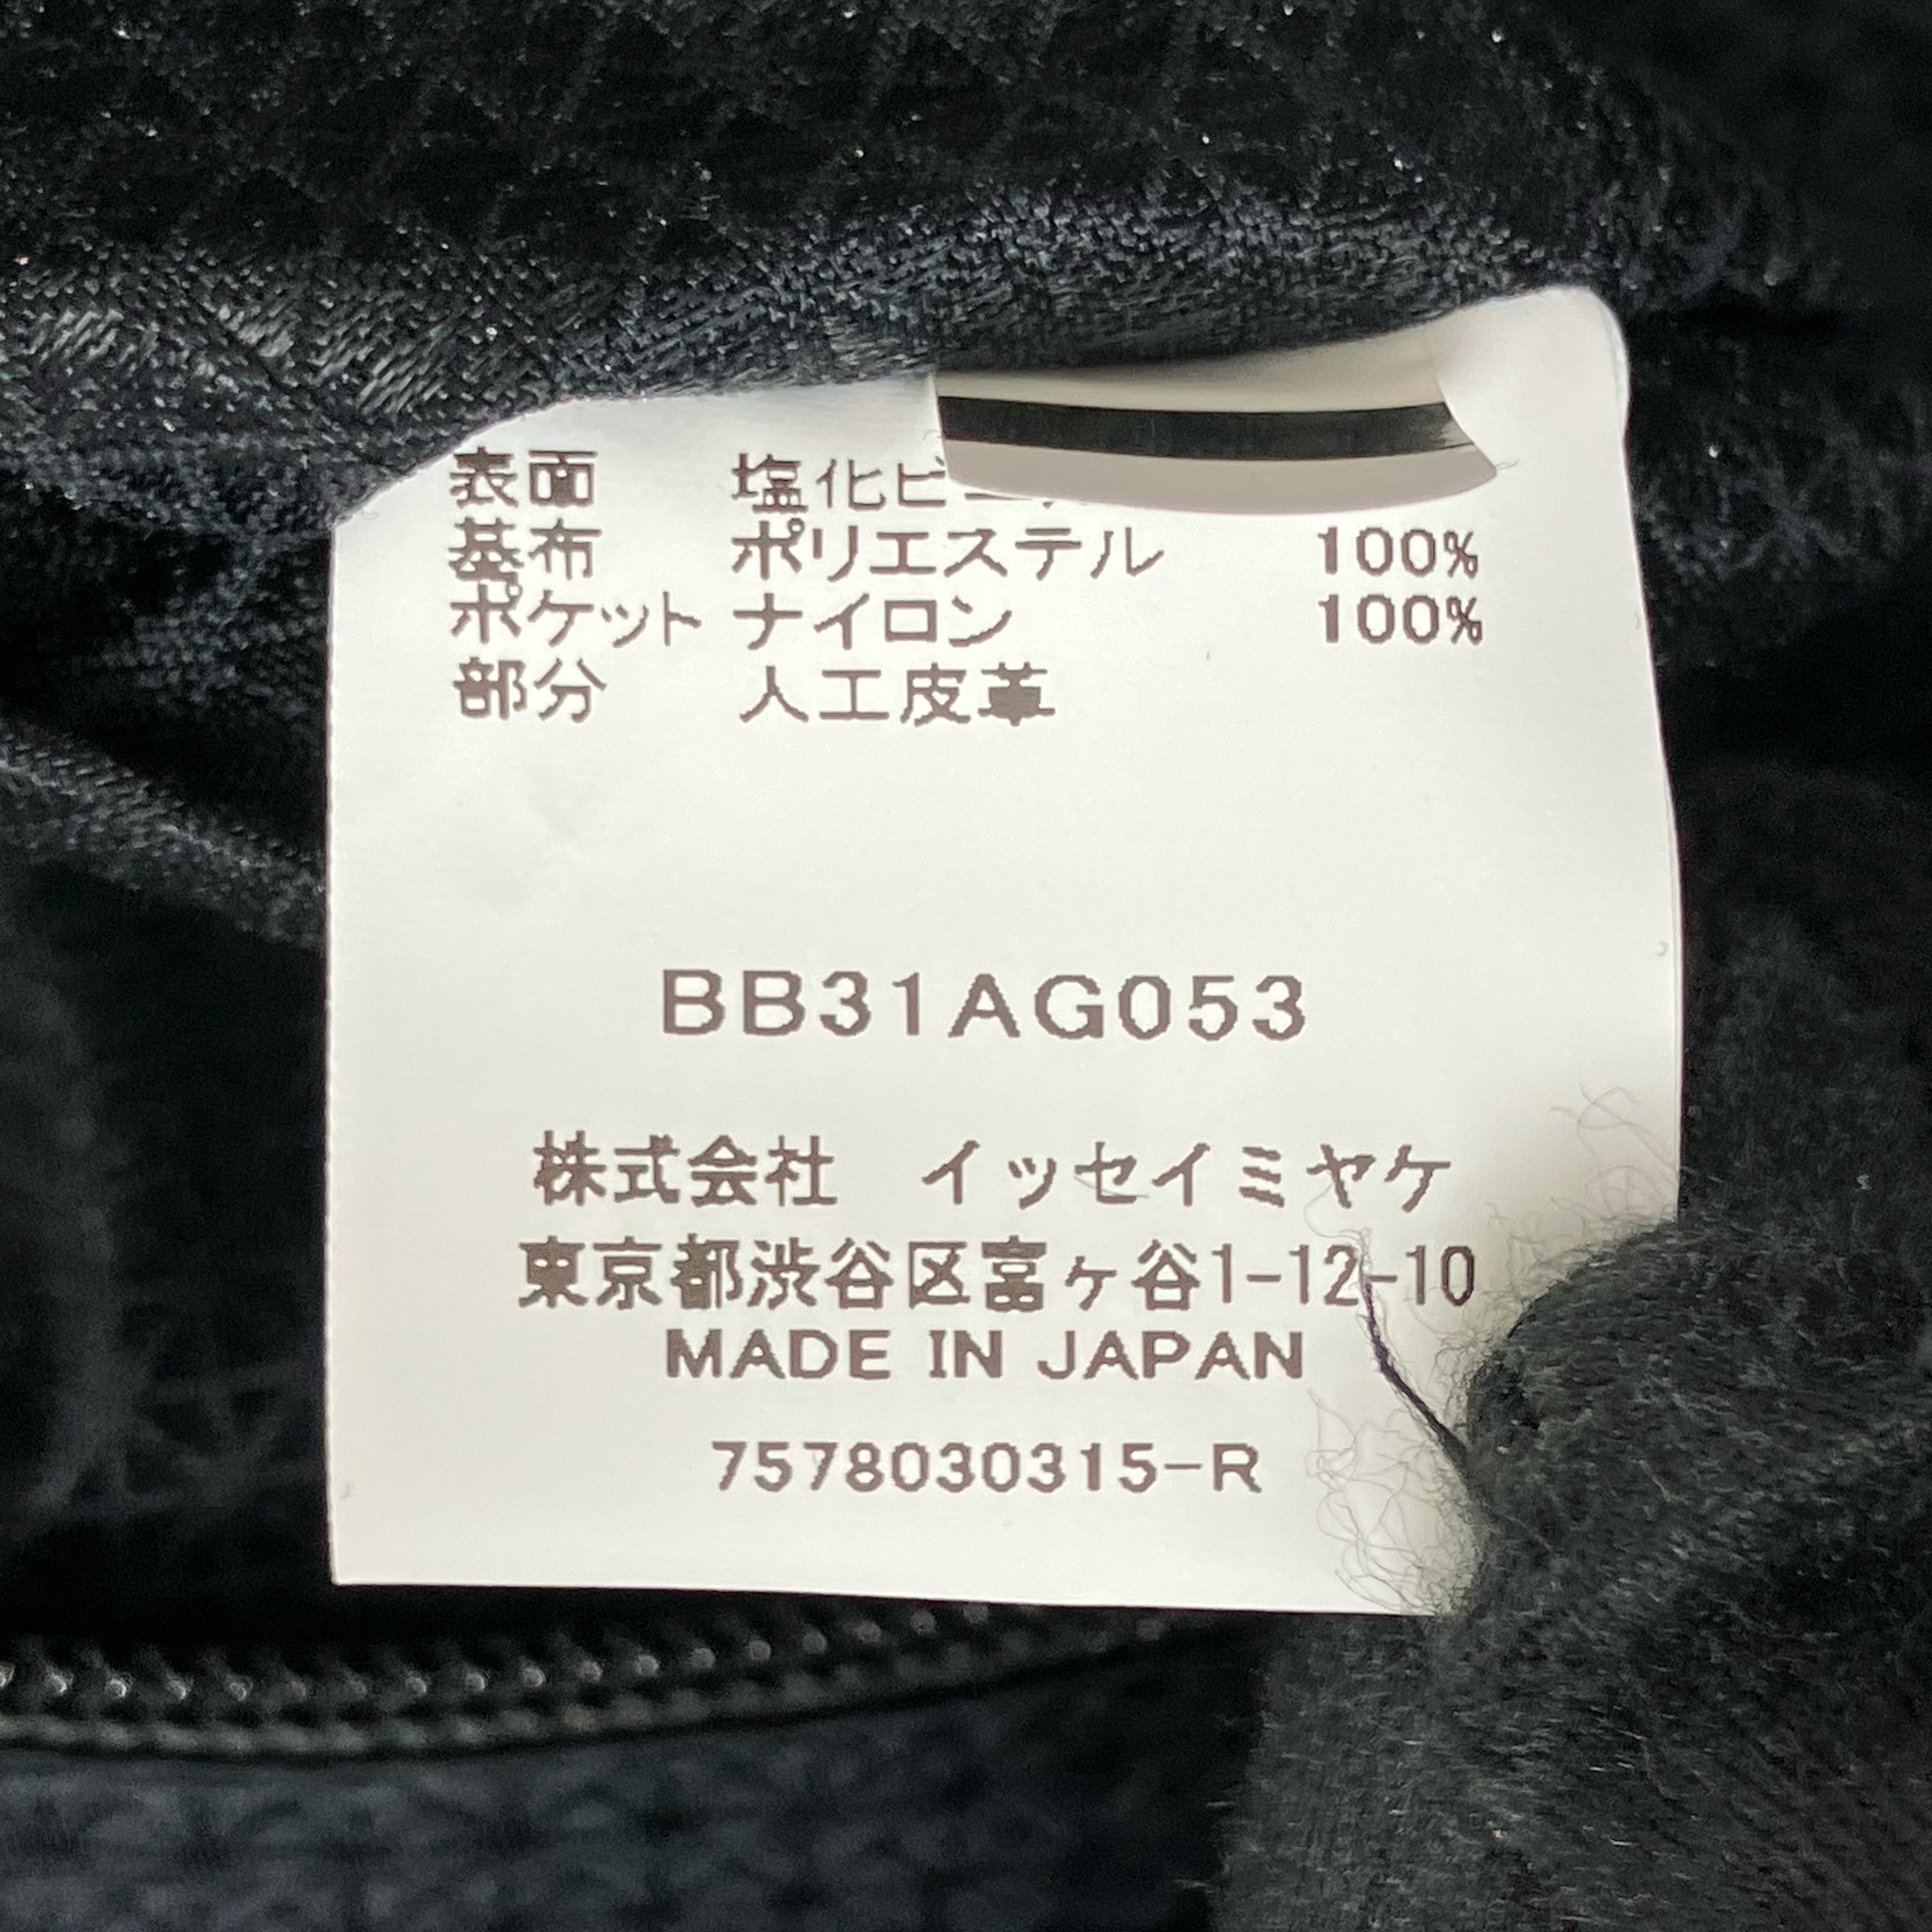 表面 塩化ビニ
基布 ポリエステル 100%
ポケット ナイロン 100%
部分 人工皮革
BB31AG053
株式会社 イッセイミヤケ
東京都渋谷区富ヶ谷1-12-10
MADE IN JAPAN
7578030315-R